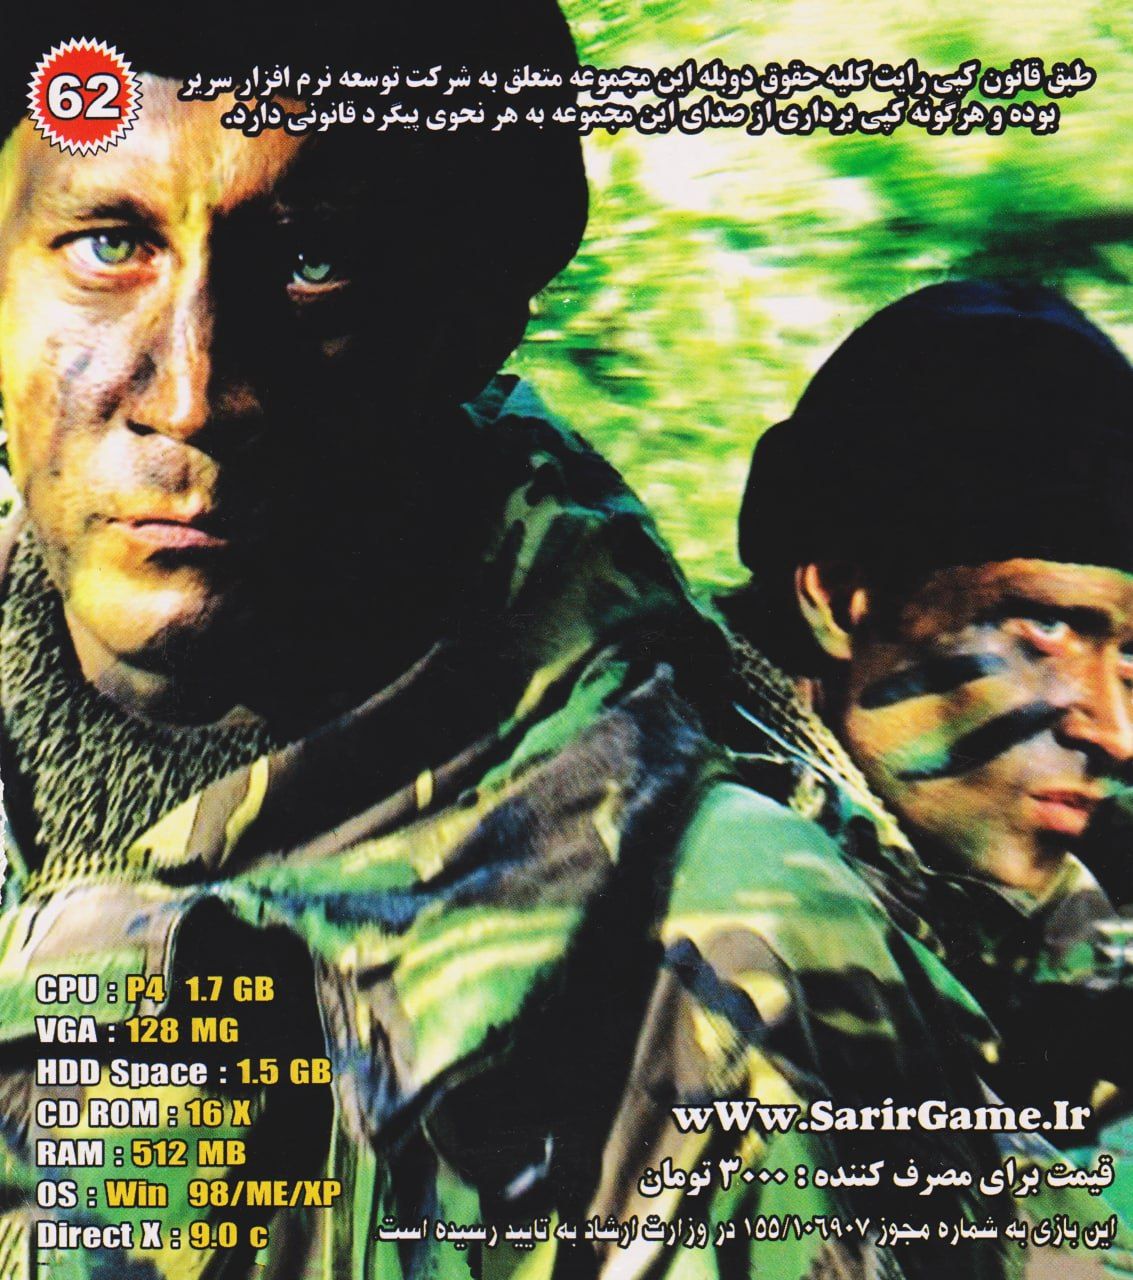 62
طبق قانون کپی رایت کلیه حقوق دوبله این مجموعه متعلق به شرکت توسعه نرم افزار سریر
بوده و هرگونه کپی برداری از صدای این مجموعه به هر نحوی پیگرد قانونی دارد.
CPU : P4 1.7 GB
VGA : 128 MG
HDD Space : 1.5 GB
CD ROM : 16 X
RAM : 512 MB
OS : Win 98/ME/XP
Direct X : 9.0 c
wWw.SarirGame.Ir
قیمت برای مصرف کننده : ۳۰۰۰ تومان
این بازی به شماره مجوز ۱۵۵/۱۰۶۹۰۷ در وزارت ارشاد به تایید رسیده است